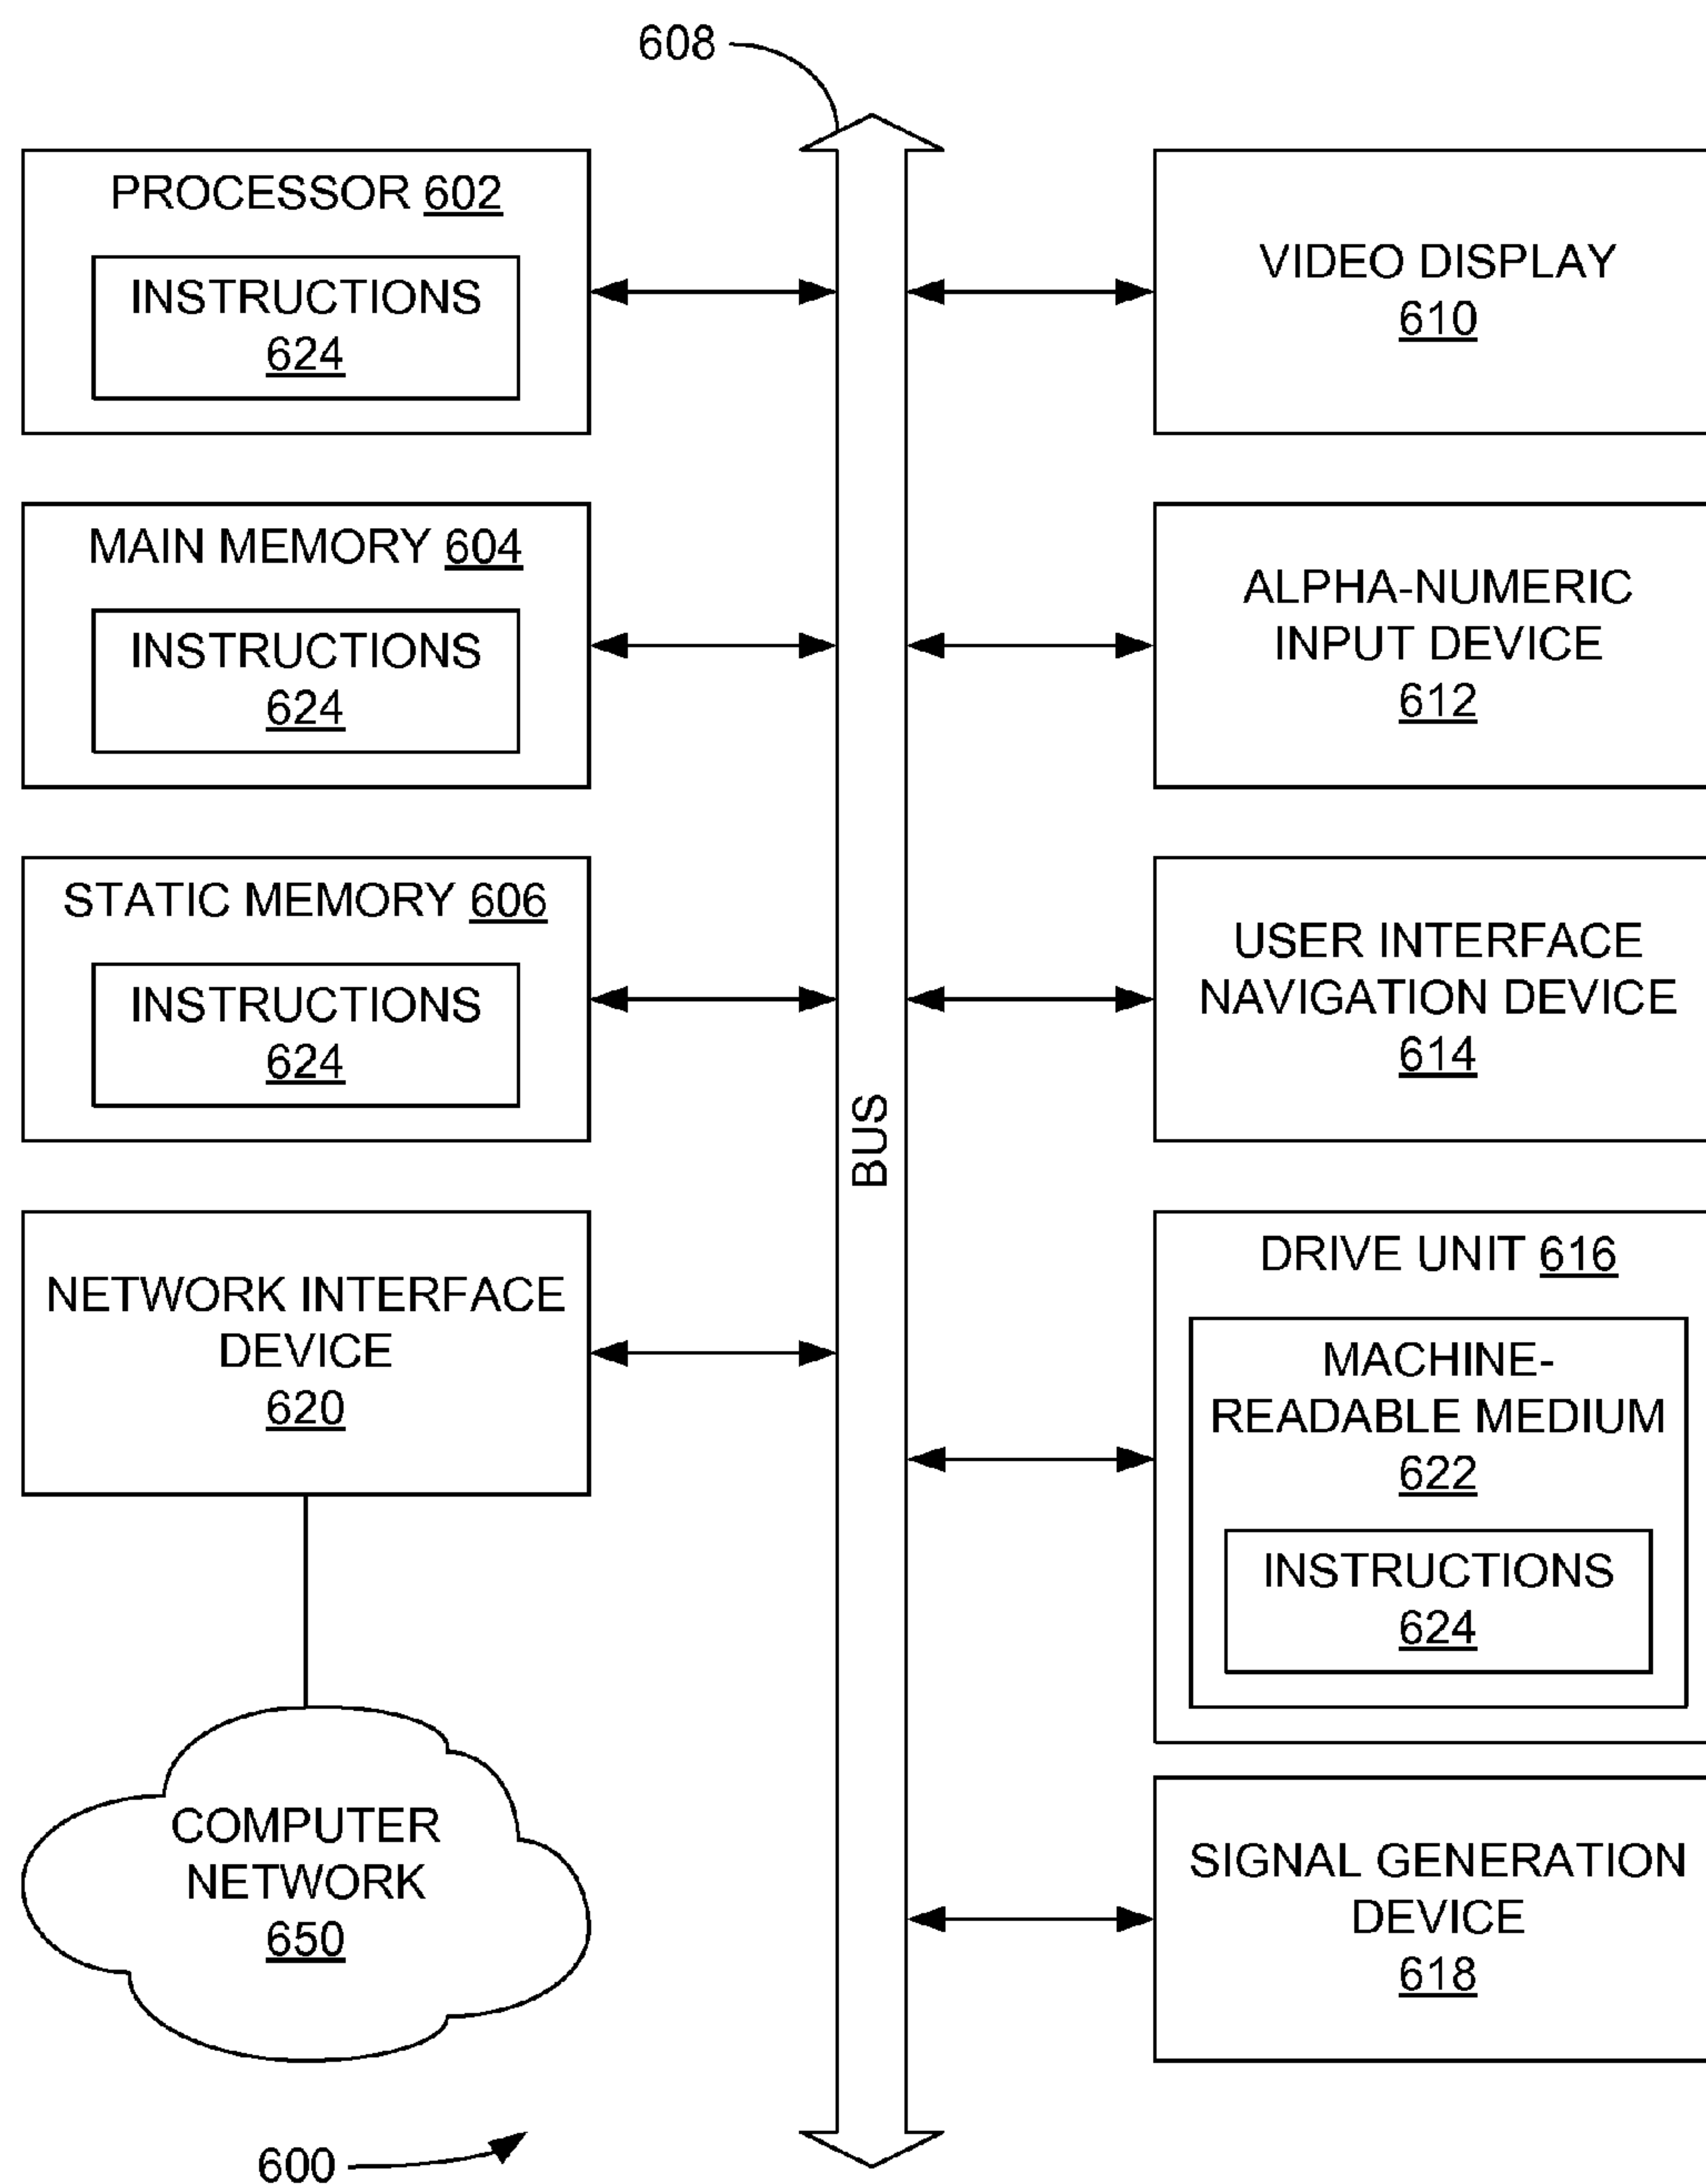 608
PROCESSOR 602
INSTRUCTIONS
624
MAIN MEMORY 604
INSTRUCTIONS
624
STATIC MEMORY 606
INSTRUCTIONS
624
NETWORK INTERFACE
DEVICE
620
COMPUTER
NETWORK
650
600
BUS
VIDEO DISPLAY
610
ALPHA-NUMERIC
INPUT DEVICE
612
USER INTERFACE
NAVIGATION DEVICE
614
DRIVE UNIT 616
MACHINE-
READABLE MEDIUM
622
INSTRUCTIONS
624
SIGNAL GENERATION
DEVICE
618